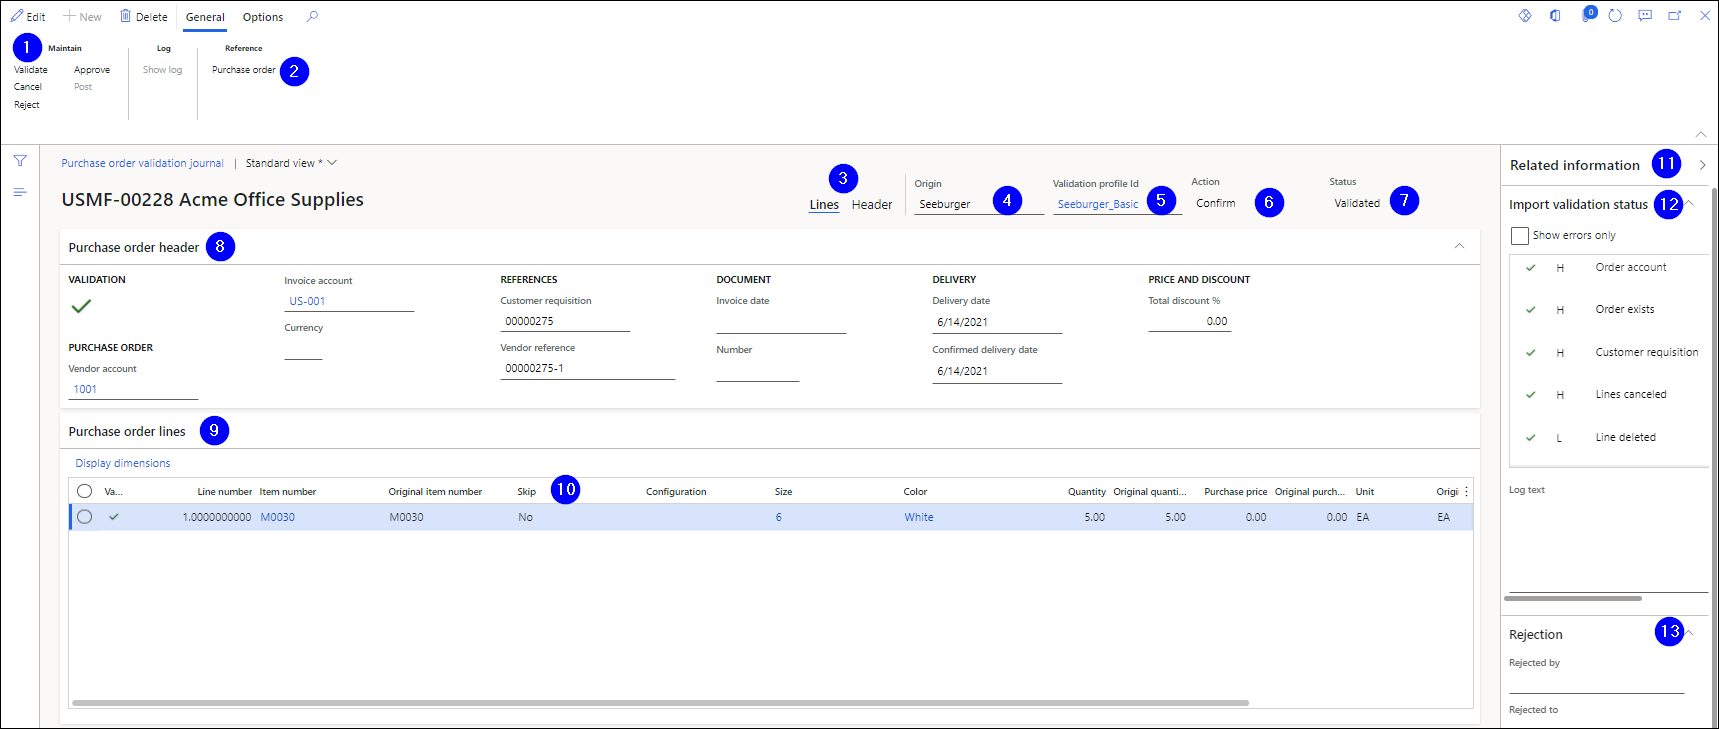 Edit New Delete General Options 0
1 Maintain Log Reference
Validate Approve Show log Purchase order 2
Cancel Post
Reject
Purchase order validation journal | Standard view *
USMF-00228 Acme Office Supplies
3
Lines Header
Origin
Seeburger 4
Validation profile Id
Seeburger_Basic 5
Action
Confirm 6
Status
Validated 7
Purchase order header 8
VALIDATION
PURCHASE ORDER
Vendor account
1001
Invoice account
US-001
Currency
REFERENCES
Customer requisition
00000275
Vendor reference
00000275-1
DOCUMENT
Invoice date
Number
DELIVERY
Delivery date
6/14/2021
Confirmed delivery date
6/14/2021
PRICE AND DISCOUNT
Total discount %
0.00
Purchase order lines 9
Display dimensions
Va... Line number Item number Original item number Skip 10 Configuration Size Color Quantity Original quanti... Purchase price Original purch... Unit Origi
1.0000000000 M0030 M0030 No 6 White 5.00 5.00 0.00 0.00 EA EA
Related information 11
Import validation status 12
Show errors only
H Order account
H Order exists
H Customer requisition
H Lines canceled
L Line deleted
Log text
Rejection 13
Rejected by
Rejected to